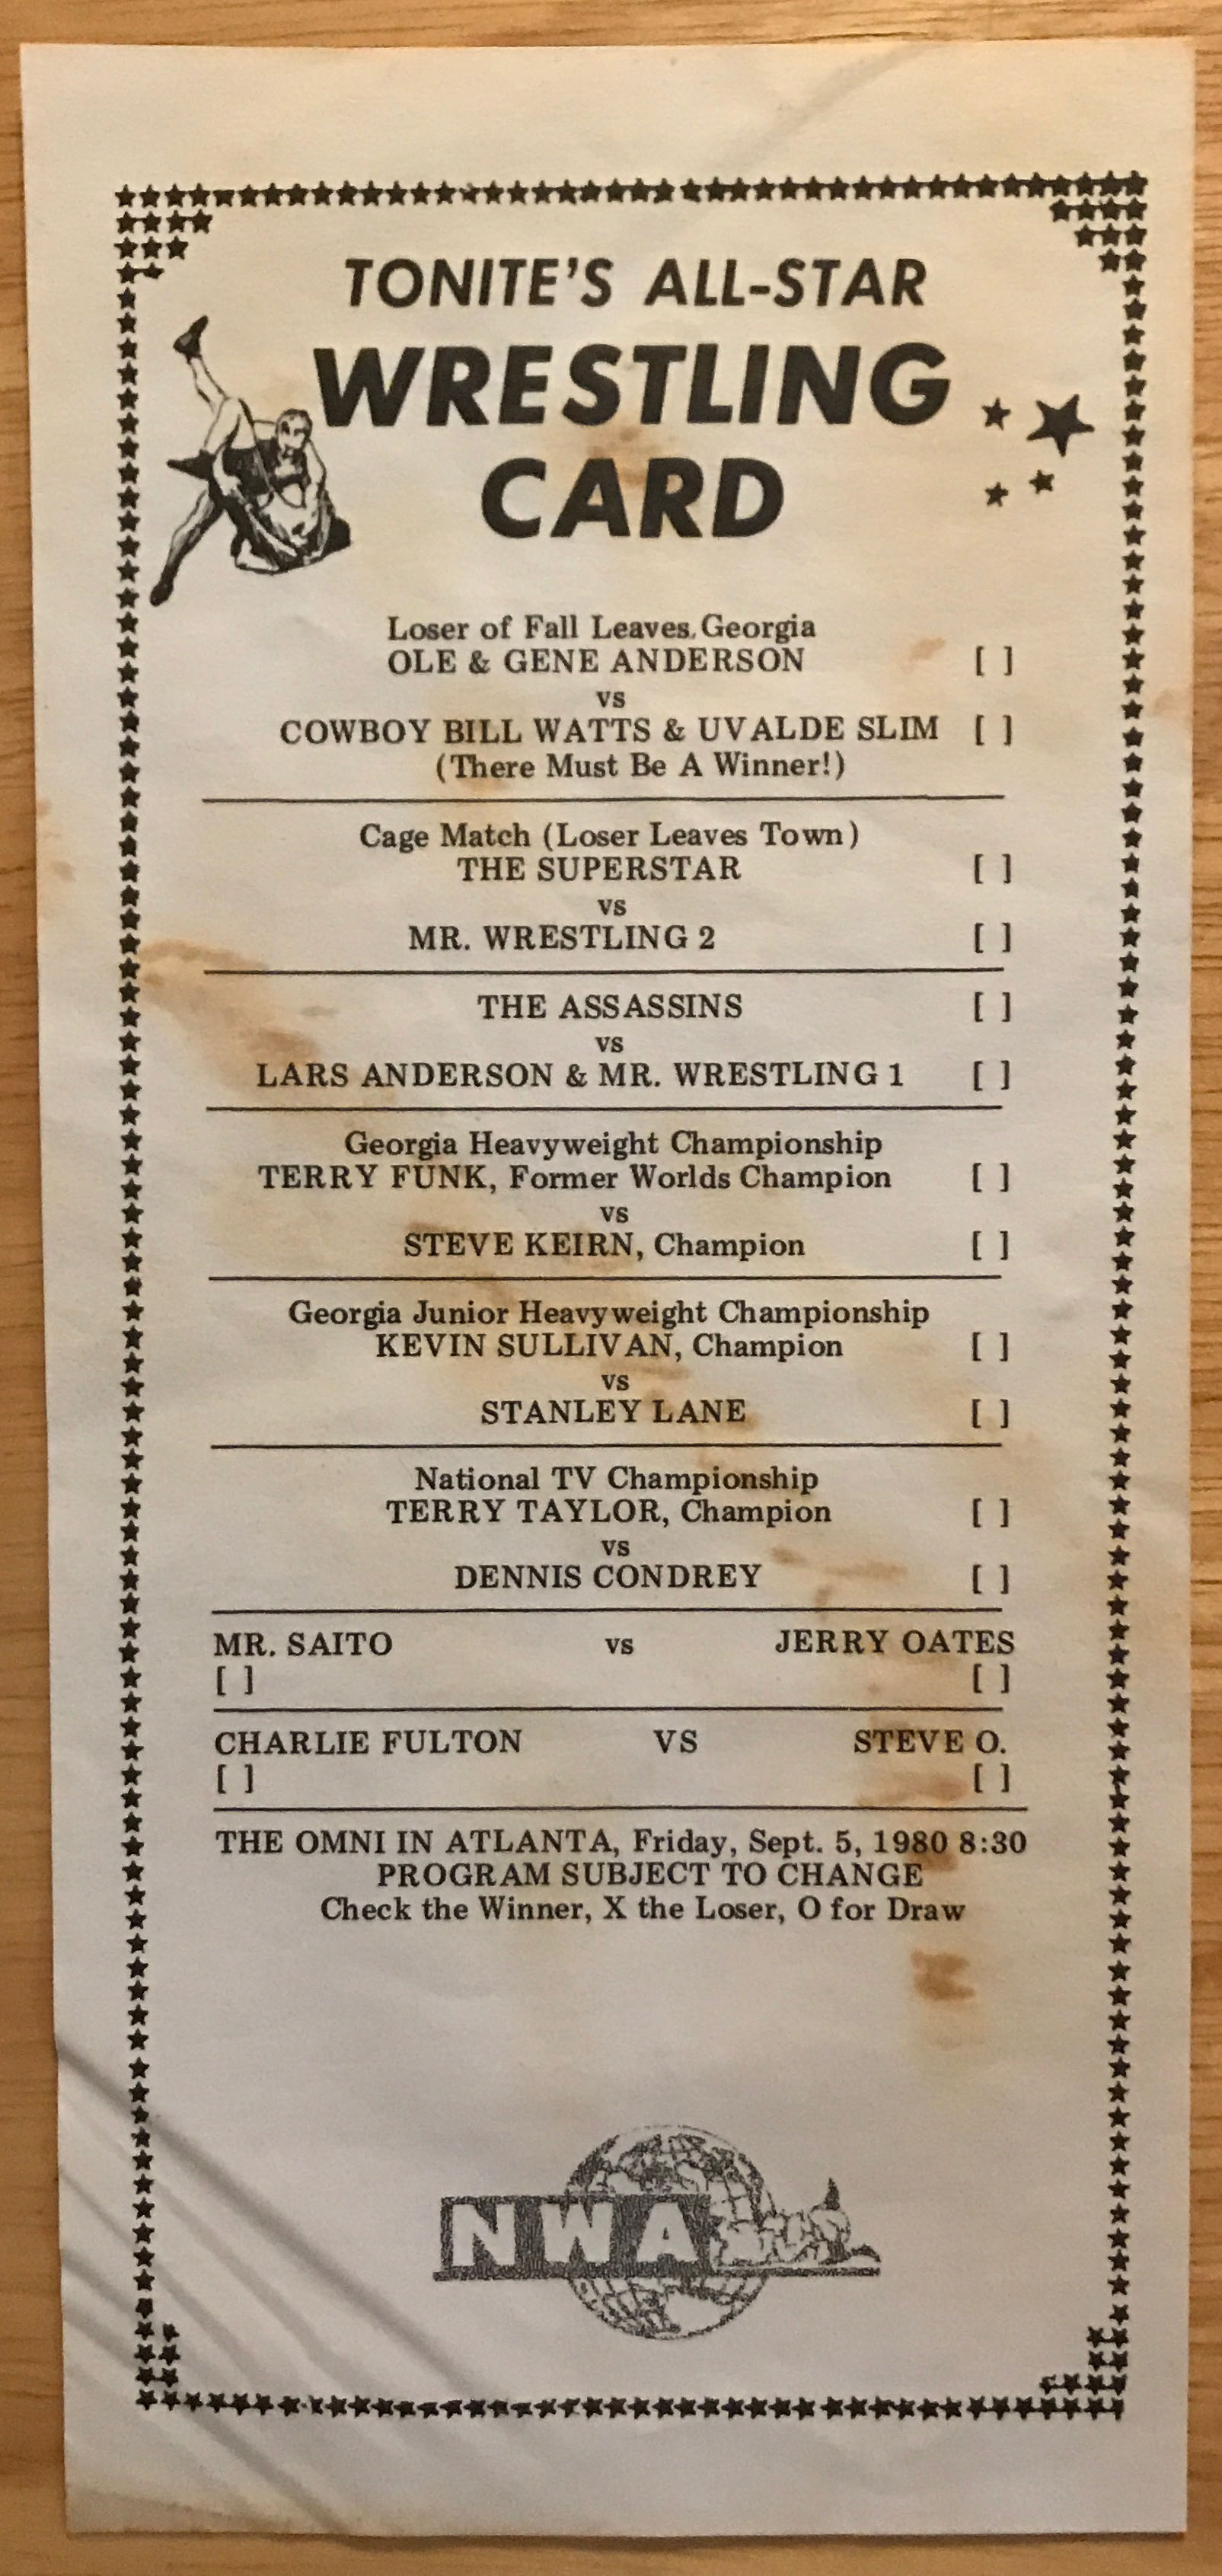 TONITE'S ALL-STAR
WRESTLING
CARD
Loser of Fall Leaves Georgia
OLE & GENE ANDERSON [ ]
vs
COWBOY BILL WATTS & UVALDE SLIM [ ]
(There Must Be A Winner!)
Cage Match (Loser Leaves Town)
THE SUPERSTAR [ ]
vs
MR. WRESTLING 2 [ ]
THE ASSASSINS [ ]
vs
LARS ANDERSON & MR. WRESTLING 1 [ ]
Georgia Heavyweight Championship
TERRY FUNK, Former Worlds Champion [ ]
vs
STEVE KEIRN, Champion [ ]
Georgia Junior Heavyweight Championship
KEVIN SULLIVAN, Champion [ ]
vs
STANLEY LANE [ ]
National TV Championship
TERRY TAYLOR, Champion [ ]
vs
DENNIS CONDREY [ ]
MR. SAITO vs JERRY OATES
[ ] [ ]
CHARLIE FULTON VS STEVE O.
[ ] [ ]
THE OMNI IN ATLANTA, Friday, Sept. 5, 1980 8:30
PROGRAM SUBJECT TO CHANGE
Check the Winner, X the Loser, O for Draw
NWA